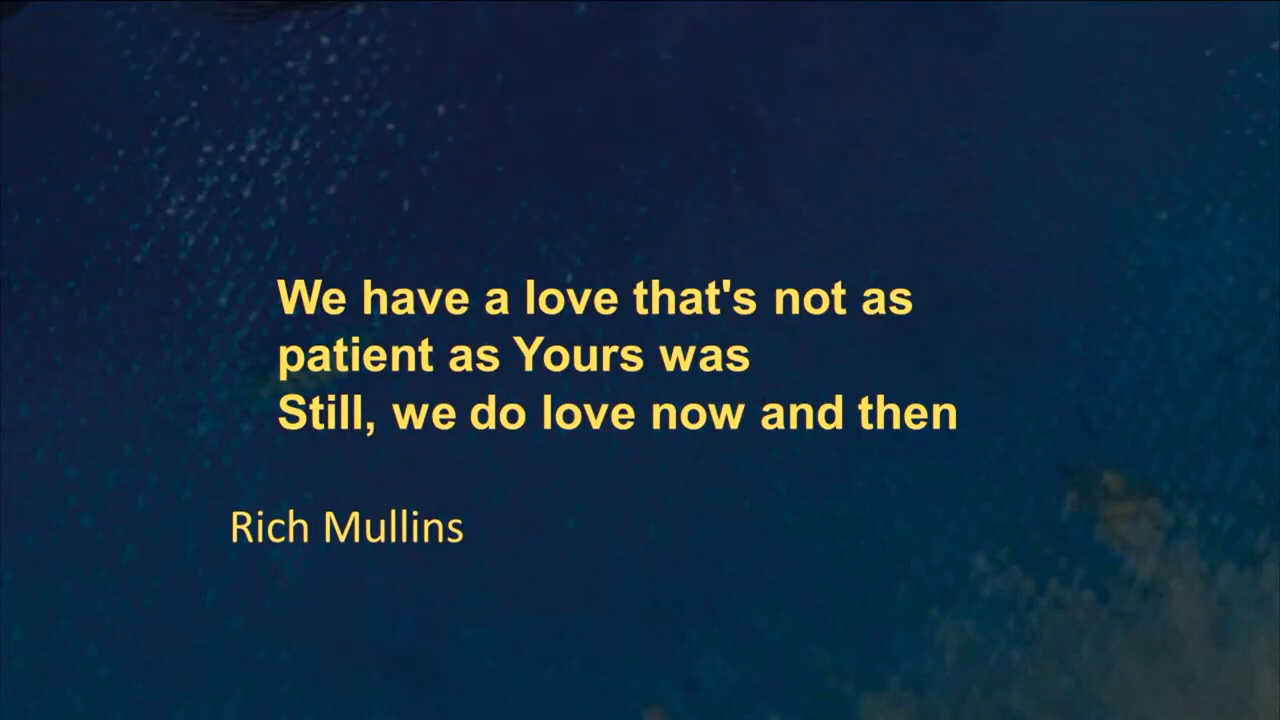 We have a love that's not as
patient as Yours was
Still, we do love now and then
Rich Mullins